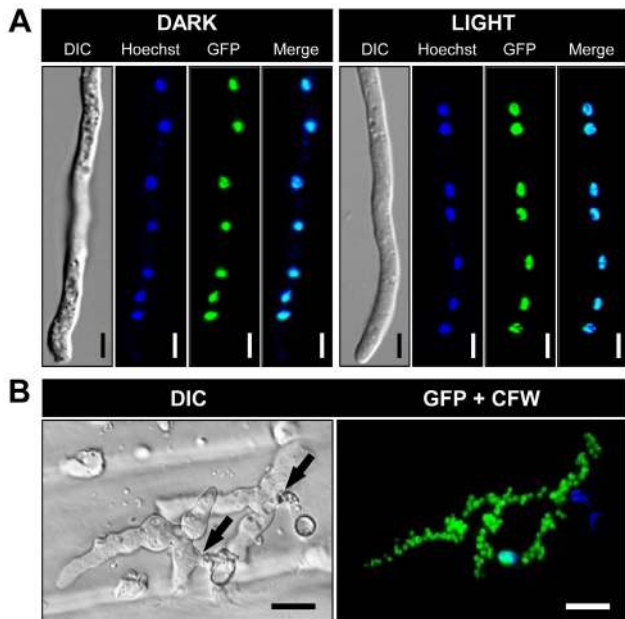 A
DARK
LIGHT
DIC Hoechst GFP Merge
DIC Hoechst GFP Merge
B
DIC
GFP + CFW